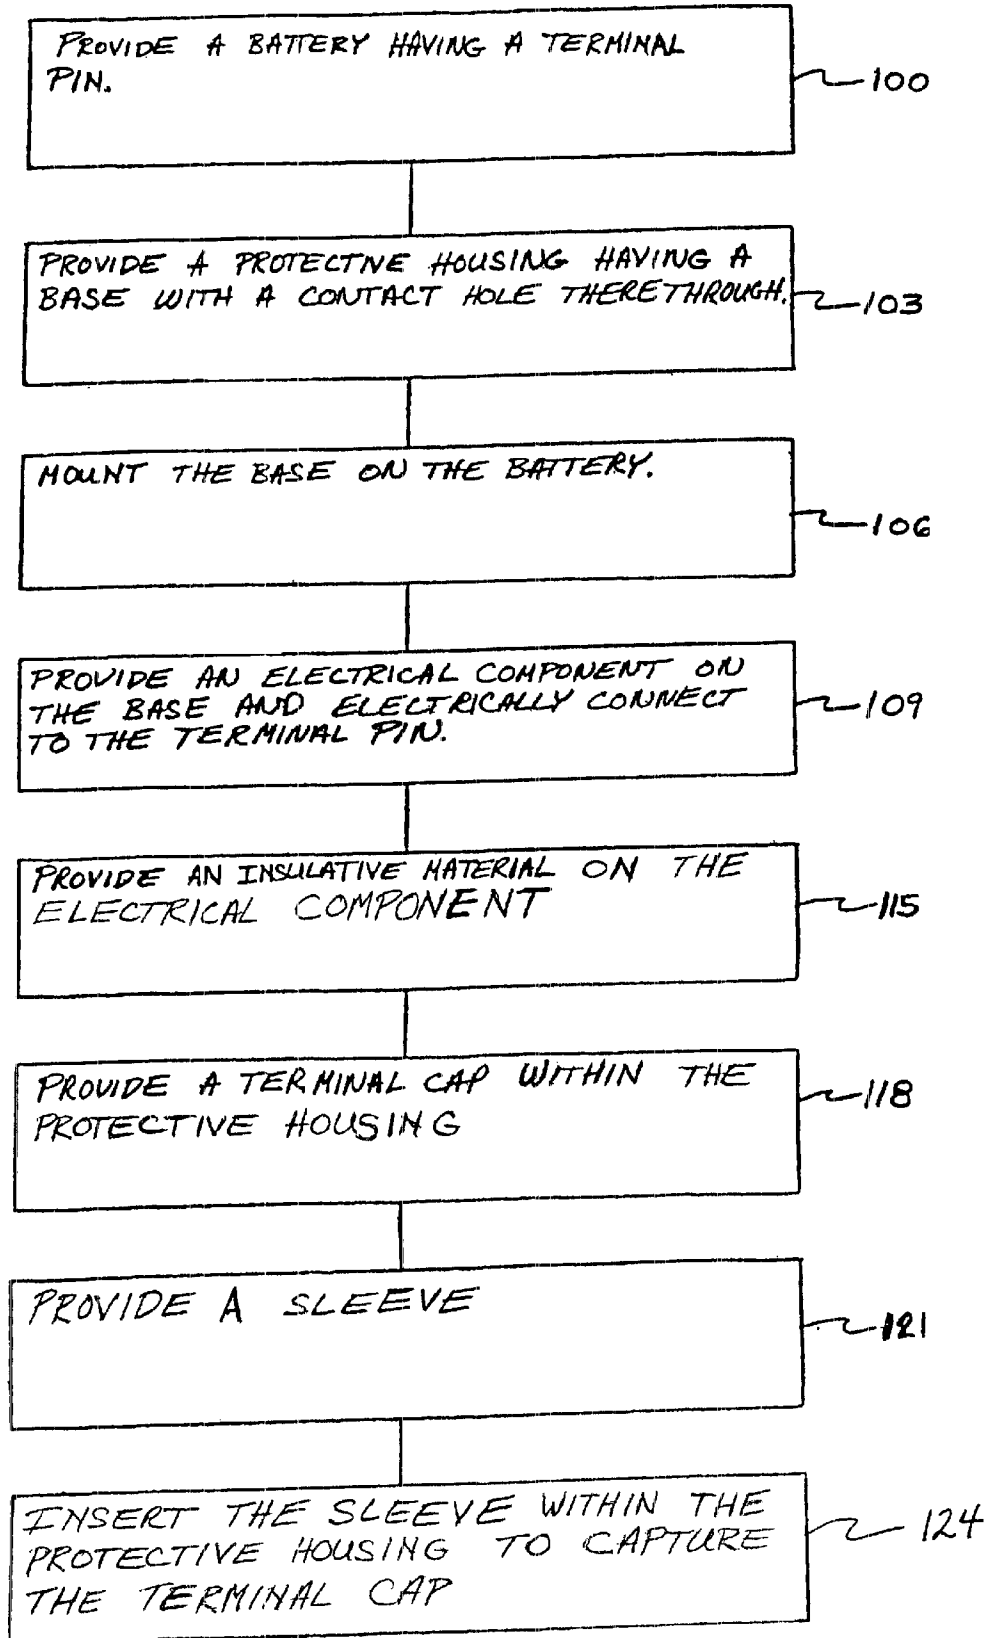 PROVIDE A BATTERY HAVING A TERMINAL
PIN.
100
PROVIDE A PROTECTIVE HOUSING HAVING A
BASE WITH A CONTACT HOLE THERETHROUGH.
103
MOUNT THE BASE ON THE BATTERY.
106
PROVIDE AN ELECTRICAL COMPONENT ON
THE BASE AND ELECTRICALLY CONNECT
TO THE TERMINAL PIN.
109
PROVIDE AN INSULATIVE MATERIAL ON THE
ELECTRICAL COMPONENT
115
PROVIDE A TERMINAL CAP WITHIN THE
PROTECTIVE HOUSING
118
PROVIDE A SLEEVE
121
INSERT THE SLEEVE WITHIN THE
PROTECTIVE HOUSING TO CAPTURE
THE TERMINAL CAP
124